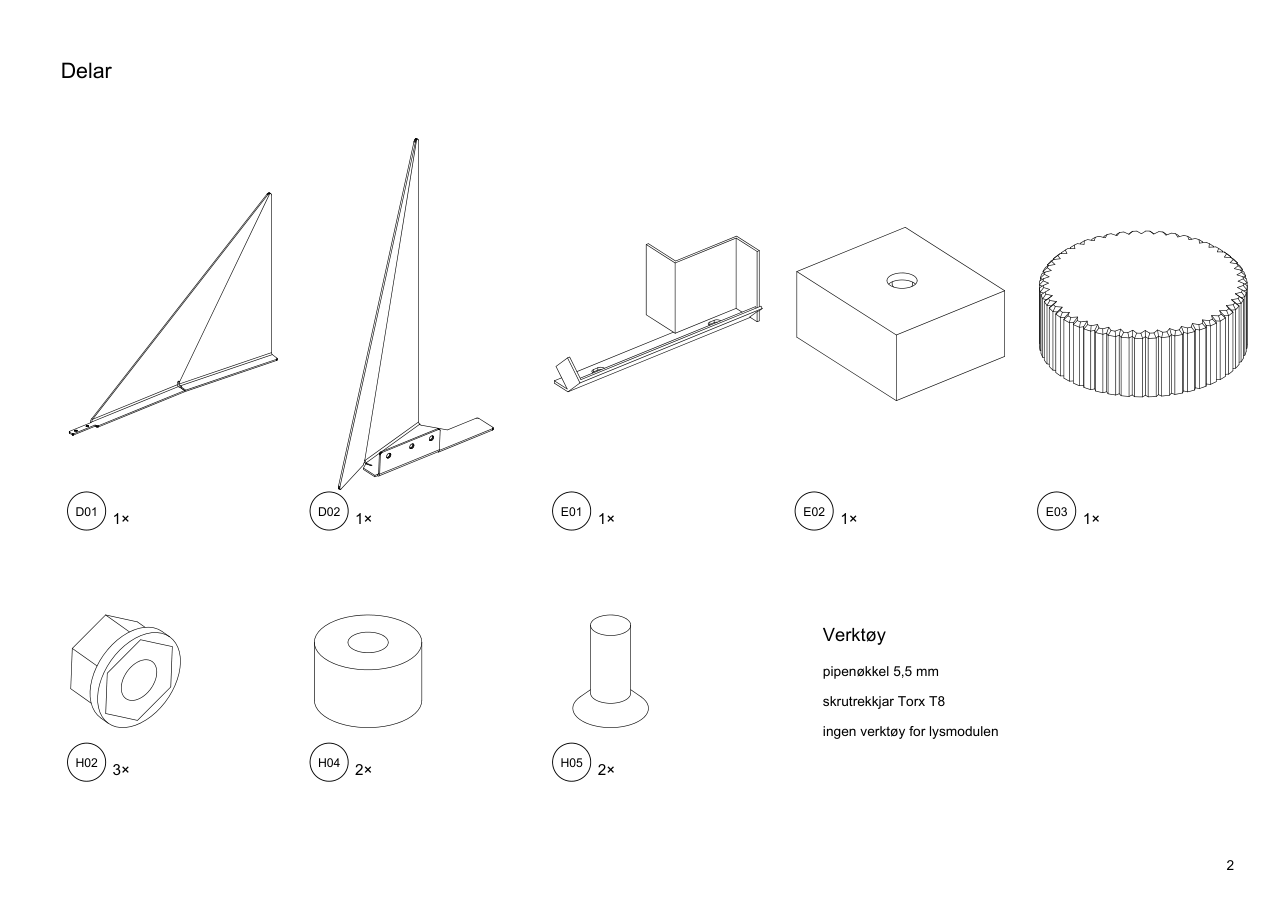 Delar
D01 1×
D02 1×
E01 1×
E02 1×
E03 1×
H02 3×
H04 2×
H05 2×
Verktøy
pipenøkkel 5,5 mm
skrutrekkjar Torx T8
ingen verktøy for lysmodulen
2